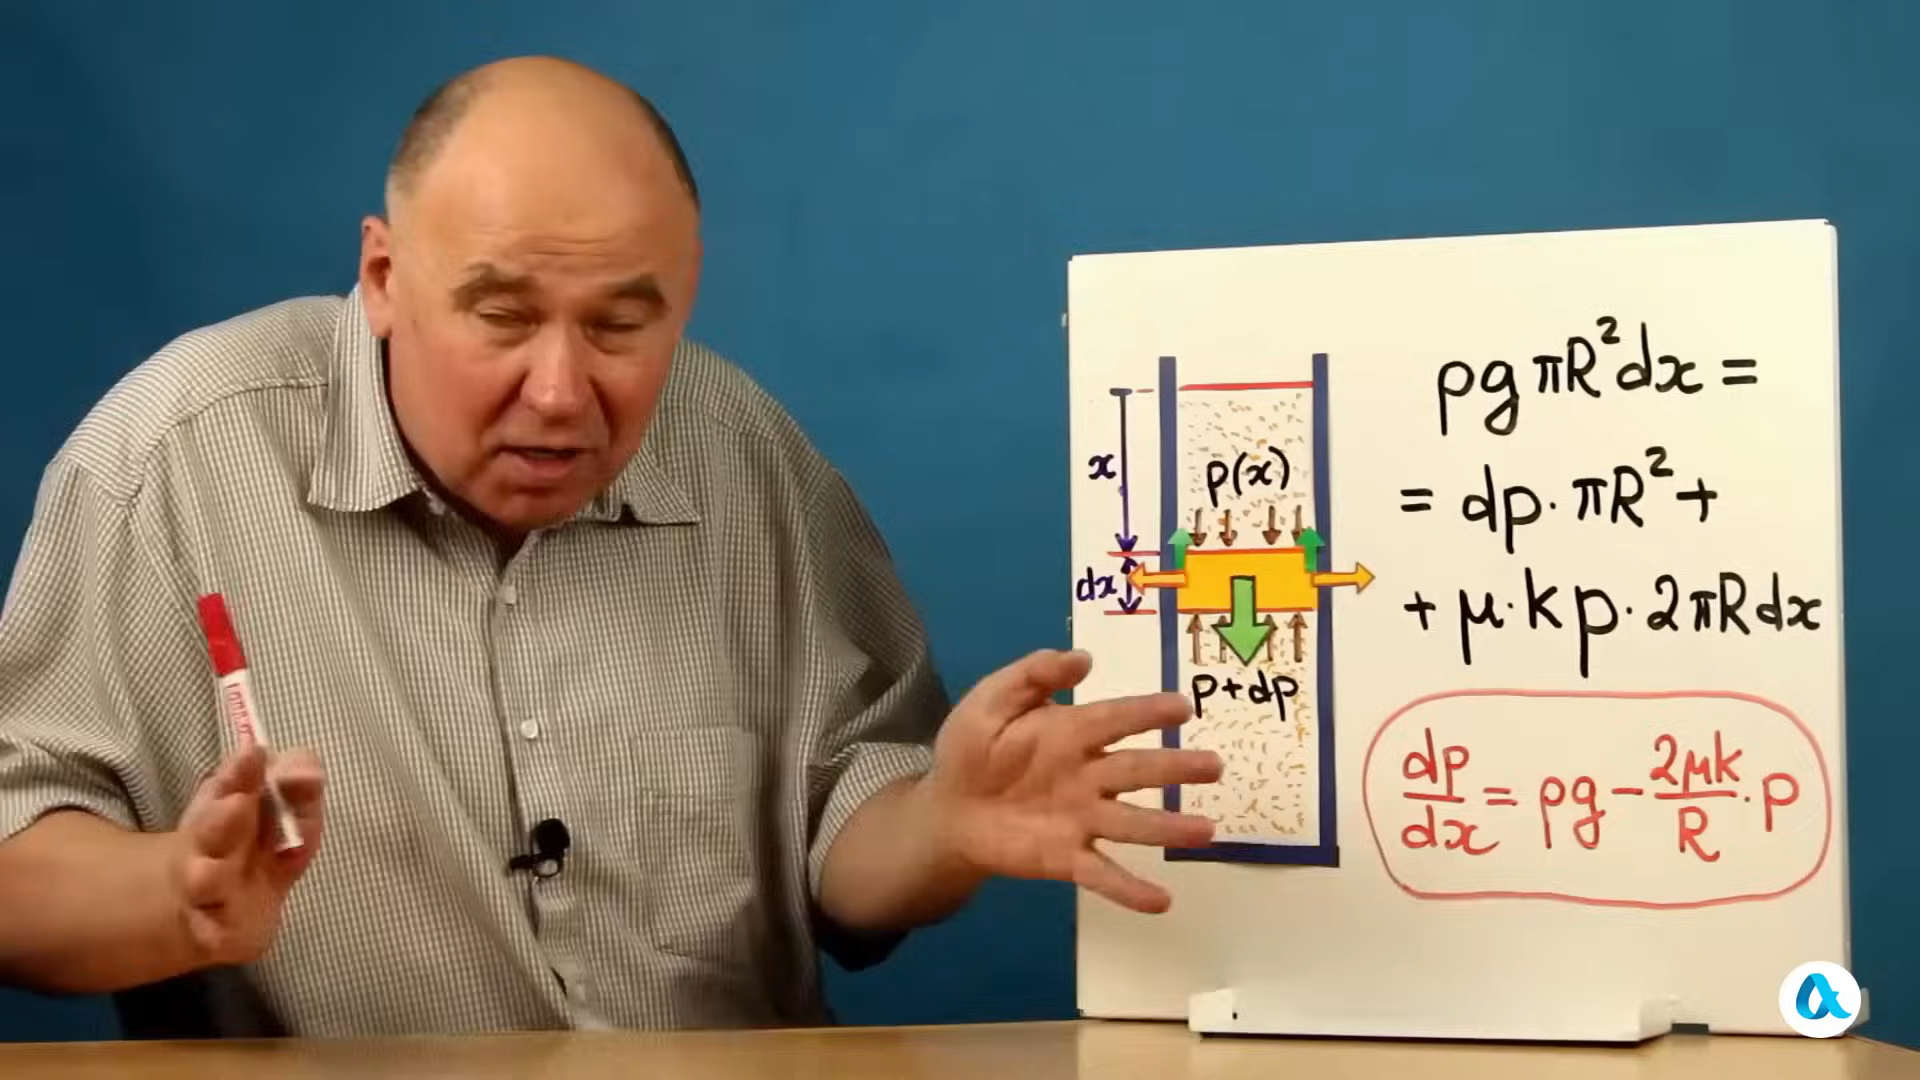 x
dx
p(x)
p+dp
ρgπR²dx =
= dp·πR²+
+ μ·kp·2πRdx
dp/dx = ρg − 2μk/R · p